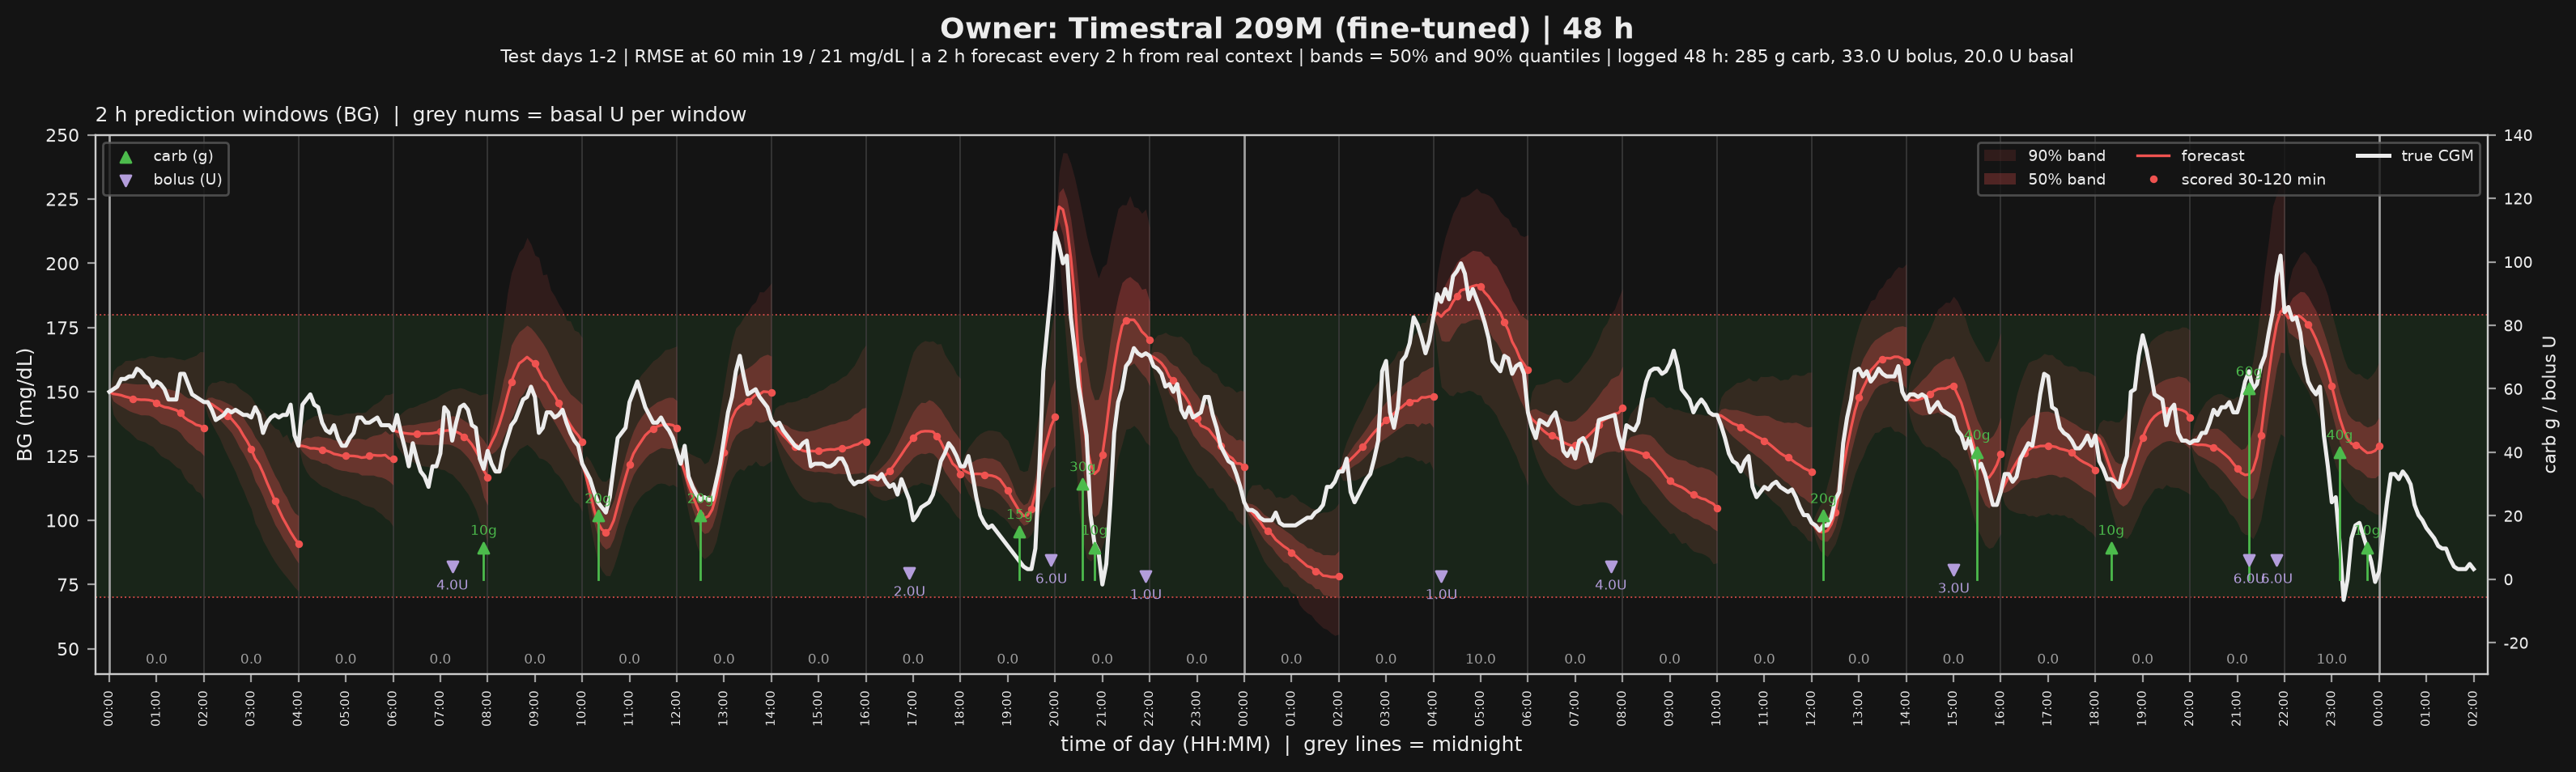 Owner: Timestral 209M (fine-tuned) | 48 h
Test days 1-2 | RMSE at 60 min 19 / 21 mg/dL | a 2 h forecast every 2 h from real context | bands = 50% and 90% quantiles | logged 48 h: 285 g carb, 33.0 U bolus, 20.0 U basal
2 h prediction windows (BG) | grey nums = basal U per window
carb (g)
bolus (U)
90% band
50% band
forecast
scored 30-120 min
true CGM
BG (mg/dL)
250
225
200
175
150
125
100
75
50
140
120
100
80
60
40
20
0
-20
carb g / bolus U
4.0U
10g
20g
20g
2.0U
15g
6.0U
30g
10g
1.0U
1.0U
4.0U
20g
3.0U
40g
10g
60g
6.0U
6.0U
40g
10g
0.0 0.0 0.0 0.0 0.0 0.0 0.0 0.0 0.0 0.0 0.0 0.0 0.0 0.0 10.0 0.0 0.0 0.0 0.0 0.0 0.0 0.0 0.0 10.0
00:00 01:00 02:00 03:00 04:00 05:00 06:00 07:00 08:00 09:00 10:00 11:00 12:00 13:00 14:00 15:00 16:00 17:00 18:00 19:00 20:00 21:00 22:00 23:00 00:00 01:00 02:00 03:00 04:00 05:00 06:00 07:00 08:00 09:00 10:00 11:00 12:00 13:00 14:00 15:00 16:00 17:00 18:00 19:00 20:00 21:00 22:00 23:00 00:00 01:00 02:00
time of day (HH:MM) | grey lines = midnight